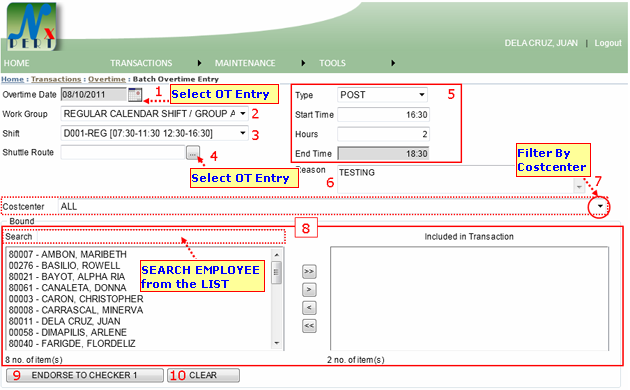 N
x
PERT
DELA CRUZ, JUAN | Logout
HOME TRANSACTIONS MAINTENANCE TOOLS
Home : Transactions : Overtime : Batch Overtime Entry
Overtime Date 08/10/2011 1 Select OT Entry
Work Group REGULAR CALENDAR SHIFT / GROUP A 2
Shift D001-REG [07:30-11:30 12:30-16:30] 3
Shuttle Route ... 4
Select OT Entry
Type POST 5
Start Time 16:30
Hours 2
End Time 18:30
Reason TESTING
6
Filter By
Costcenter
7
Costcenter ALL
Bound
8
Search
Included in Transaction
SEARCH EMPLOYEE
from the LIST
80007 - AMBON, MARIBETH
00276 - BASILIO, ROWELL
80021 - BAYOT, ALPHA RIA
80061 - CANALETA, DONNA
00003 - CARON, CHRISTOPHER
80008 - CARRASCAL, MINERVA
80011 - DELA CRUZ, JUAN
00058 - DIMAPILIS, ARLENE
80040 - FARIGDE, FLORDELIZ
>>
>
<
<<
8 no. of item(s)
2 no. of item(s)
9 ENDORSE TO CHECKER 1
10 CLEAR